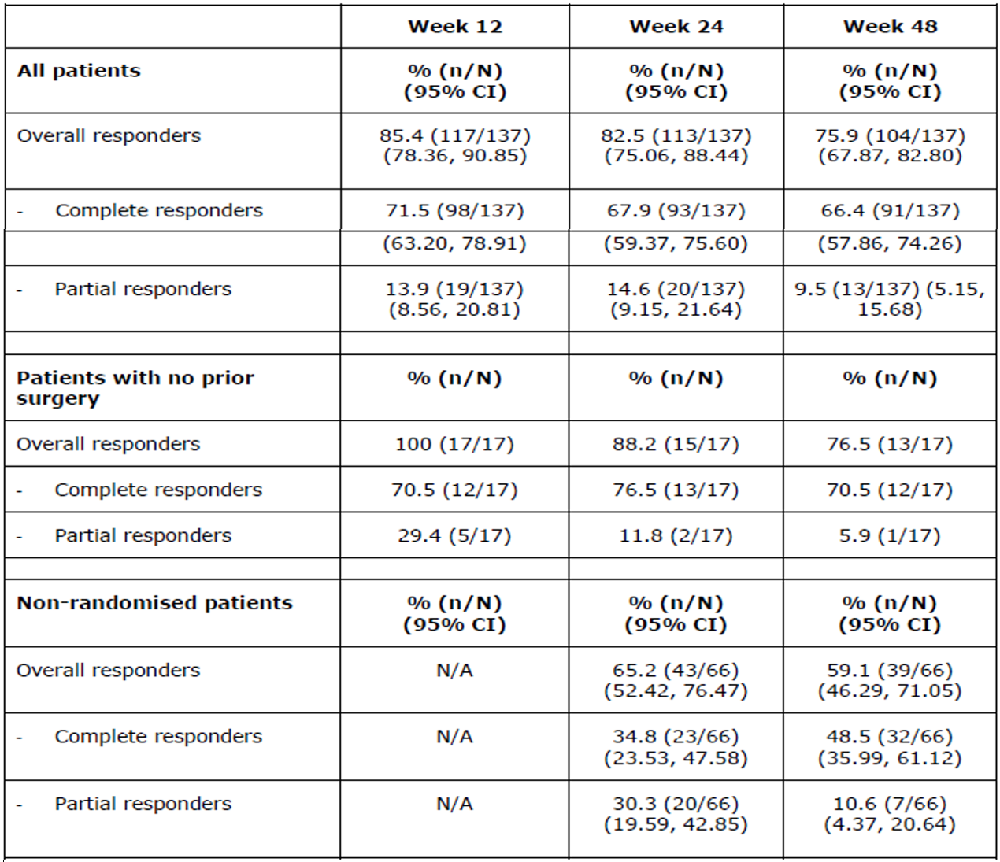 Week 12 Week 24 Week 48
All patients % (n/N) % (n/N) % (n/N)
(95% CI) (95% CI) (95% CI)
Overall responders 85.4 (117/137) 82.5 (113/137) 75.9 (104/137)
(78.36, 90.85) (75.06, 88.44) (67.87, 82.80)
- Complete responders 71.5 (98/137) 67.9 (93/137) 66.4 (91/137)
(63.20, 78.91) (59.37, 75.60) (57.86, 74.26)
- Partial responders 13.9 (19/137) 14.6 (20/137) 9.5 (13/137) (5.15,
(8.56, 20.81) (9.15, 21.64) 15.68)
Patients with no prior % (n/N) % (n/N) % (n/N)
surgery
Overall responders 100 (17/17) 88.2 (15/17) 76.5 (13/17)
- Complete responders 70.5 (12/17) 76.5 (13/17) 70.5 (12/17)
- Partial responders 29.4 (5/17) 11.8 (2/17) 5.9 (1/17)
Non-randomised patients % (n/N) % (n/N) % (n/N)
(95% CI) (95% CI) (95% CI)
Overall responders N/A 65.2 (43/66) 59.1 (39/66)
(52.42, 76.47) (46.29, 71.05)
- Complete responders N/A 34.8 (23/66) 48.5 (32/66)
(23.53, 47.58) (35.99, 61.12)
- Partial responders N/A 30.3 (20/66) 10.6 (7/66)
(19.59, 42.85) (4.37, 20.64)